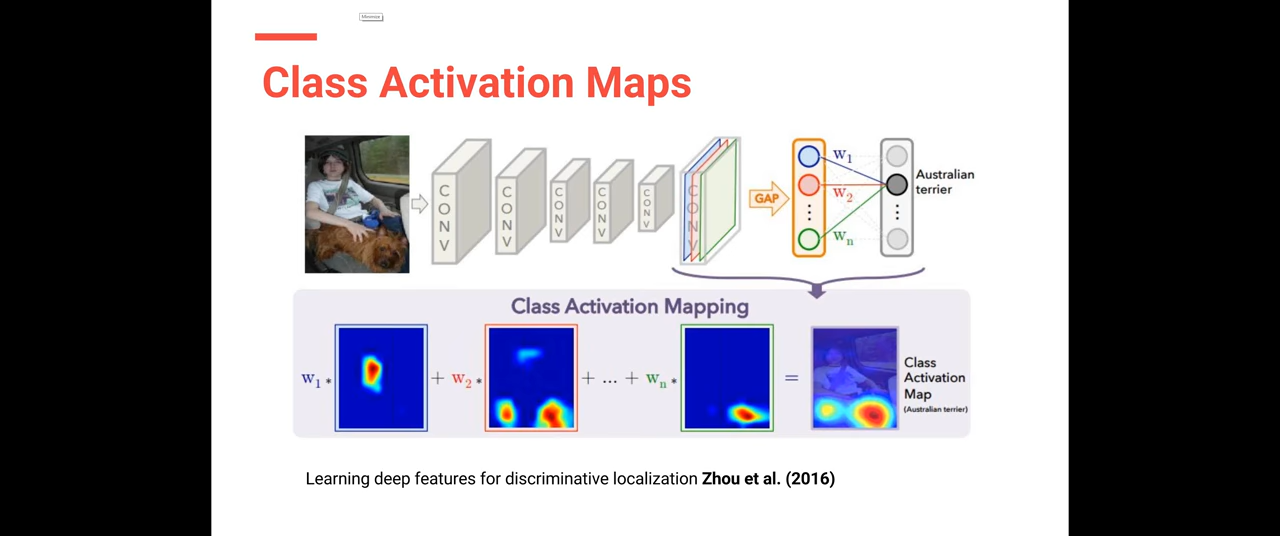 Minimize
Class Activation Maps
CONV
CONV
CONV
CONV
CONV
CONV
GAP
w1
w2
wn
Australian
terrier
Class Activation Mapping
w1 * + w2 * + ... + wn * =
Class
Activation
Map
(Australian terrier)
Learning deep features for discriminative localization Zhou et al. (2016)